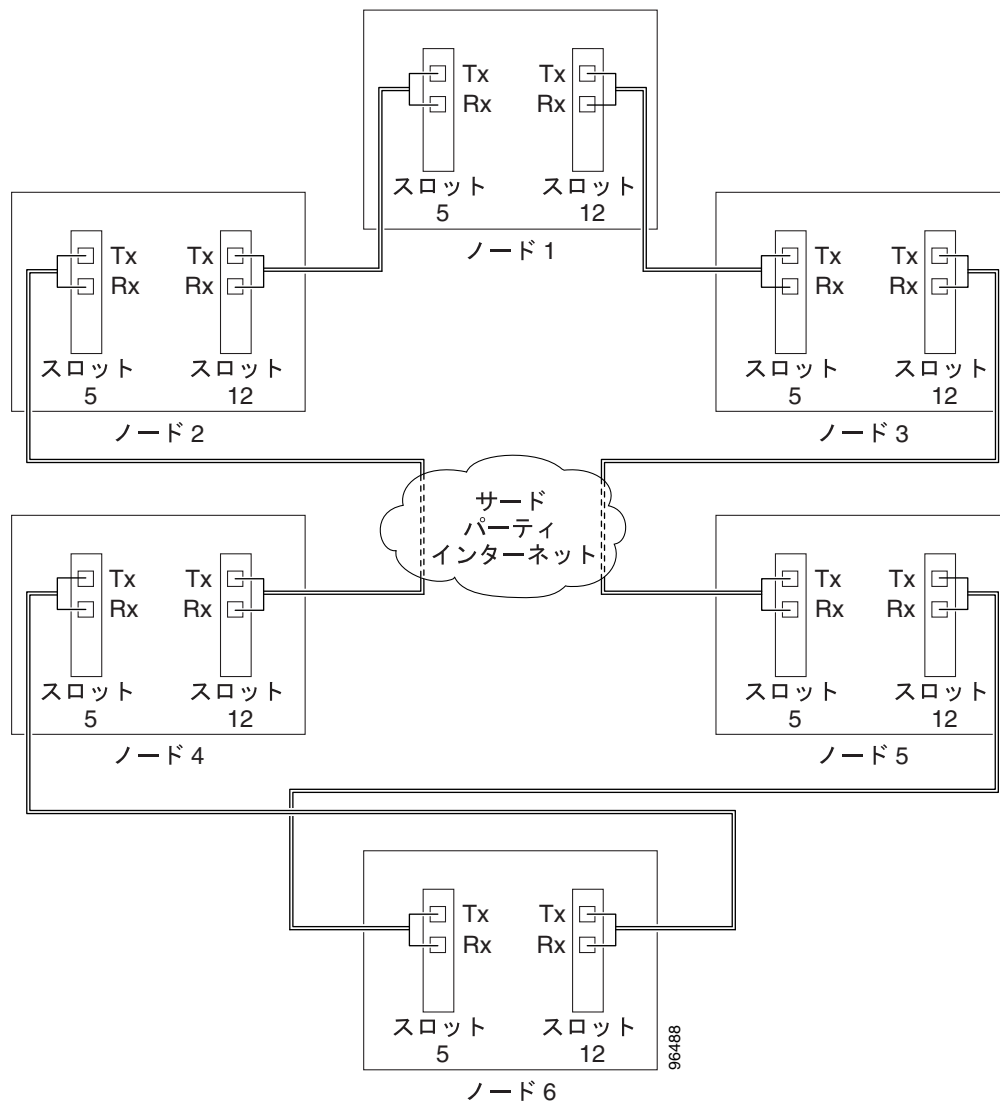 Tx
Rx
Tx
Rx
スロット
5
スロット
12
ノード 1
Tx
Rx
Tx
Rx
スロット
5
スロット
12
ノード 2
Tx
Rx
Tx
Rx
スロット
5
スロット
12
ノード 3
サード
パーティ
インターネット
Tx
Rx
Tx
Rx
スロット
5
スロット
12
ノード 4
Tx
Rx
Tx
Rx
スロット
5
スロット
12
ノード 5
Tx
Rx
Tx
Rx
スロット
5
スロット
12
ノード 6
96488